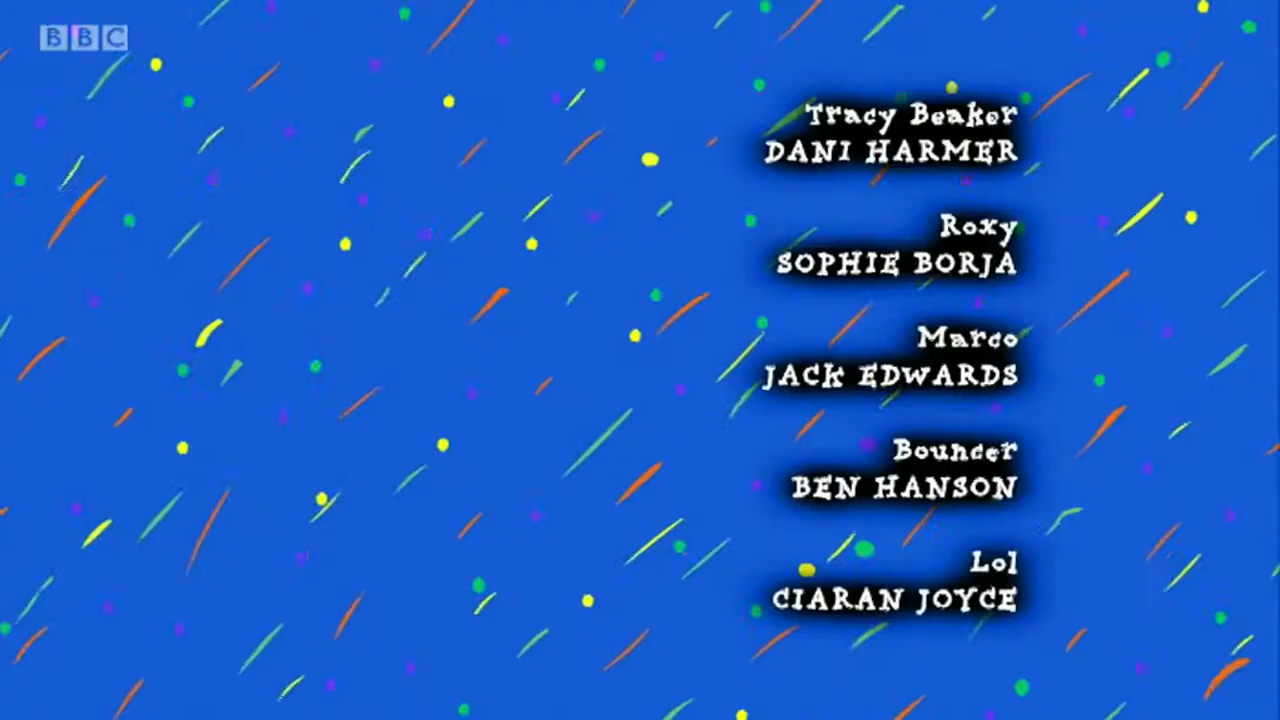 BBC
Tracy Beaker
DANI HARMER
Roxy
SOPHIE BORJA
Marco
JACK EDWARDS
Bouncer
BEN HANSON
Lol
CIARAN JOYCE